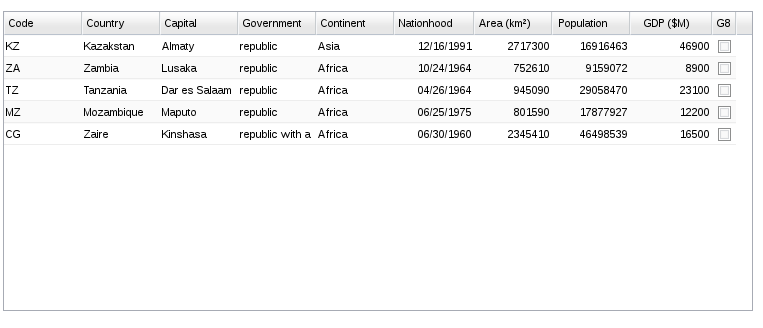 Code Country Capital Government Continent Nationhood Area (km²) Population GDP ($M) G8
KZ Kazakstan Almaty republic Asia 12/16/1991 2717300 16916463 46900
ZA Zambia Lusaka republic Africa 10/24/1964 752610 9159072 8900
TZ Tanzania Dar es Salaam republic Africa 04/26/1964 945090 29058470 23100
MZ Mozambique Maputo republic Africa 06/25/1975 801590 17877927 12200
CG Zaire Kinshasa republic with a Africa 06/30/1960 2345410 46498539 16500